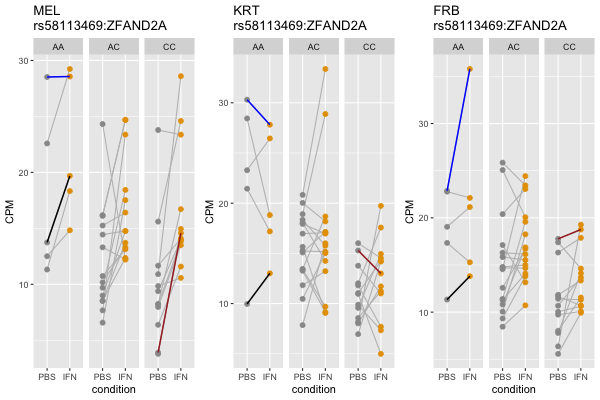 MEL
rs58113469:ZFAND2A
AA AC CC
30
20
10
CPM
PBS IFN PBS IFN PBS IFN
condition
KRT
rs58113469:ZFAND2A
AA AC CC
30
20
10
CPM
PBS IFN PBS IFN PBS IFN
condition
FRB
rs58113469:ZFAND2A
AA AC CC
30
20
10
CPM
PBS IFN PBS IFN PBS IFN
condition